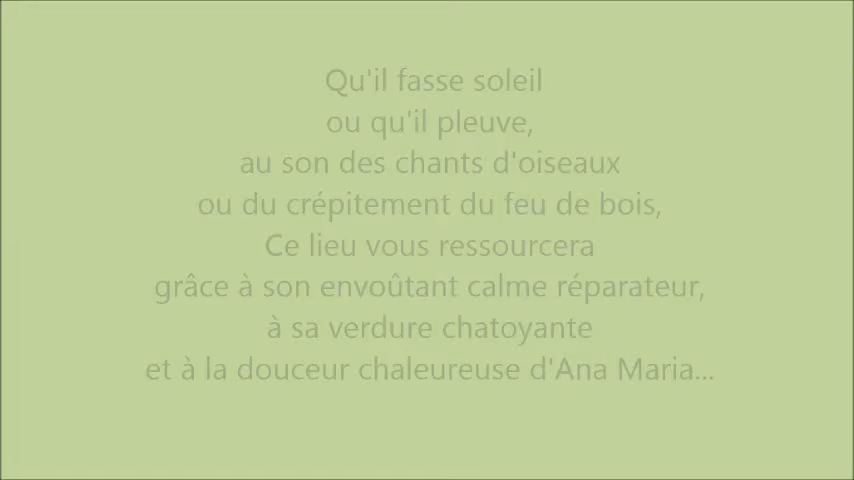 Qu'il fasse soleil
ou qu'il pleuve,
au son des chants d'oiseaux
ou du crépitement du feu de bois,
Ce lieu vous ressourcera
grâce à son envoûtant calme réparateur,
à sa verdure chatoyante
et à la douceur chaleureuse d'Ana Maria...